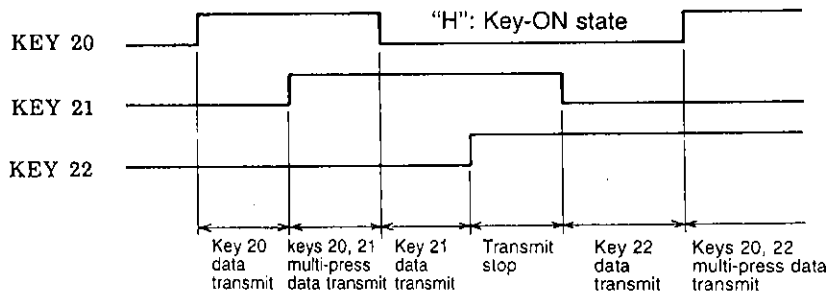 "H": Key-ON state
KEY 20
KEY 21
KEY 22
Key 20
data
transmit
keys 20, 21
multi-press
data transmit
Key 21
data
transmit
Transmit
stop
Key 22
data
transmit
Keys 20, 22
multi-press data
transmit